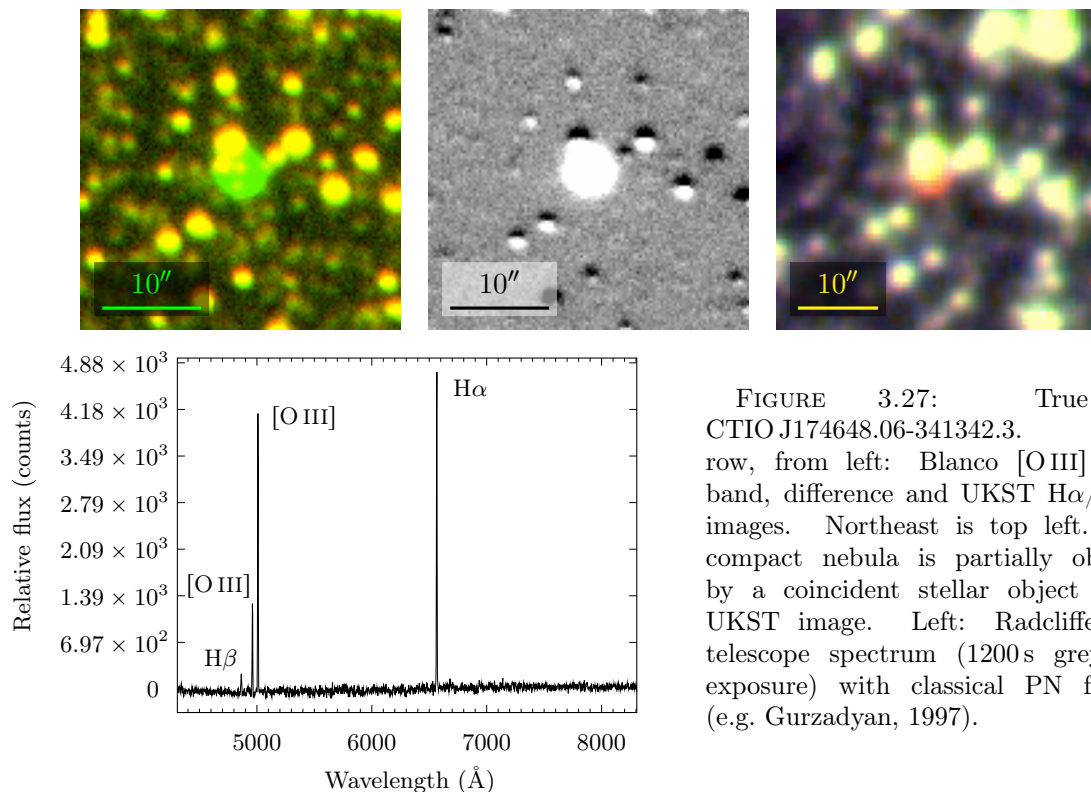 10″
10″
10″
4.88 × 10³
4.18 × 10³
3.49 × 10³
2.79 × 10³
2.09 × 10³
1.39 × 10³
6.97 × 10²
0
Relative flux (counts)
[O III]
Hβ
[O III]
Hα
5000
6000
7000
8000
Wavelength (Å)
FIGURE 3.27: True
CTIO J174648.06-341342.3.
row, from left: Blanco [O III]
band, difference and UKST Hα/
images. Northeast is top left.
compact nebula is partially
by a coincident stellar object
UKST image. Left: Radcliffe
telescope spectrum (1200 s
exposure) with classical PN
(e.g. Gurzadyan, 1997).